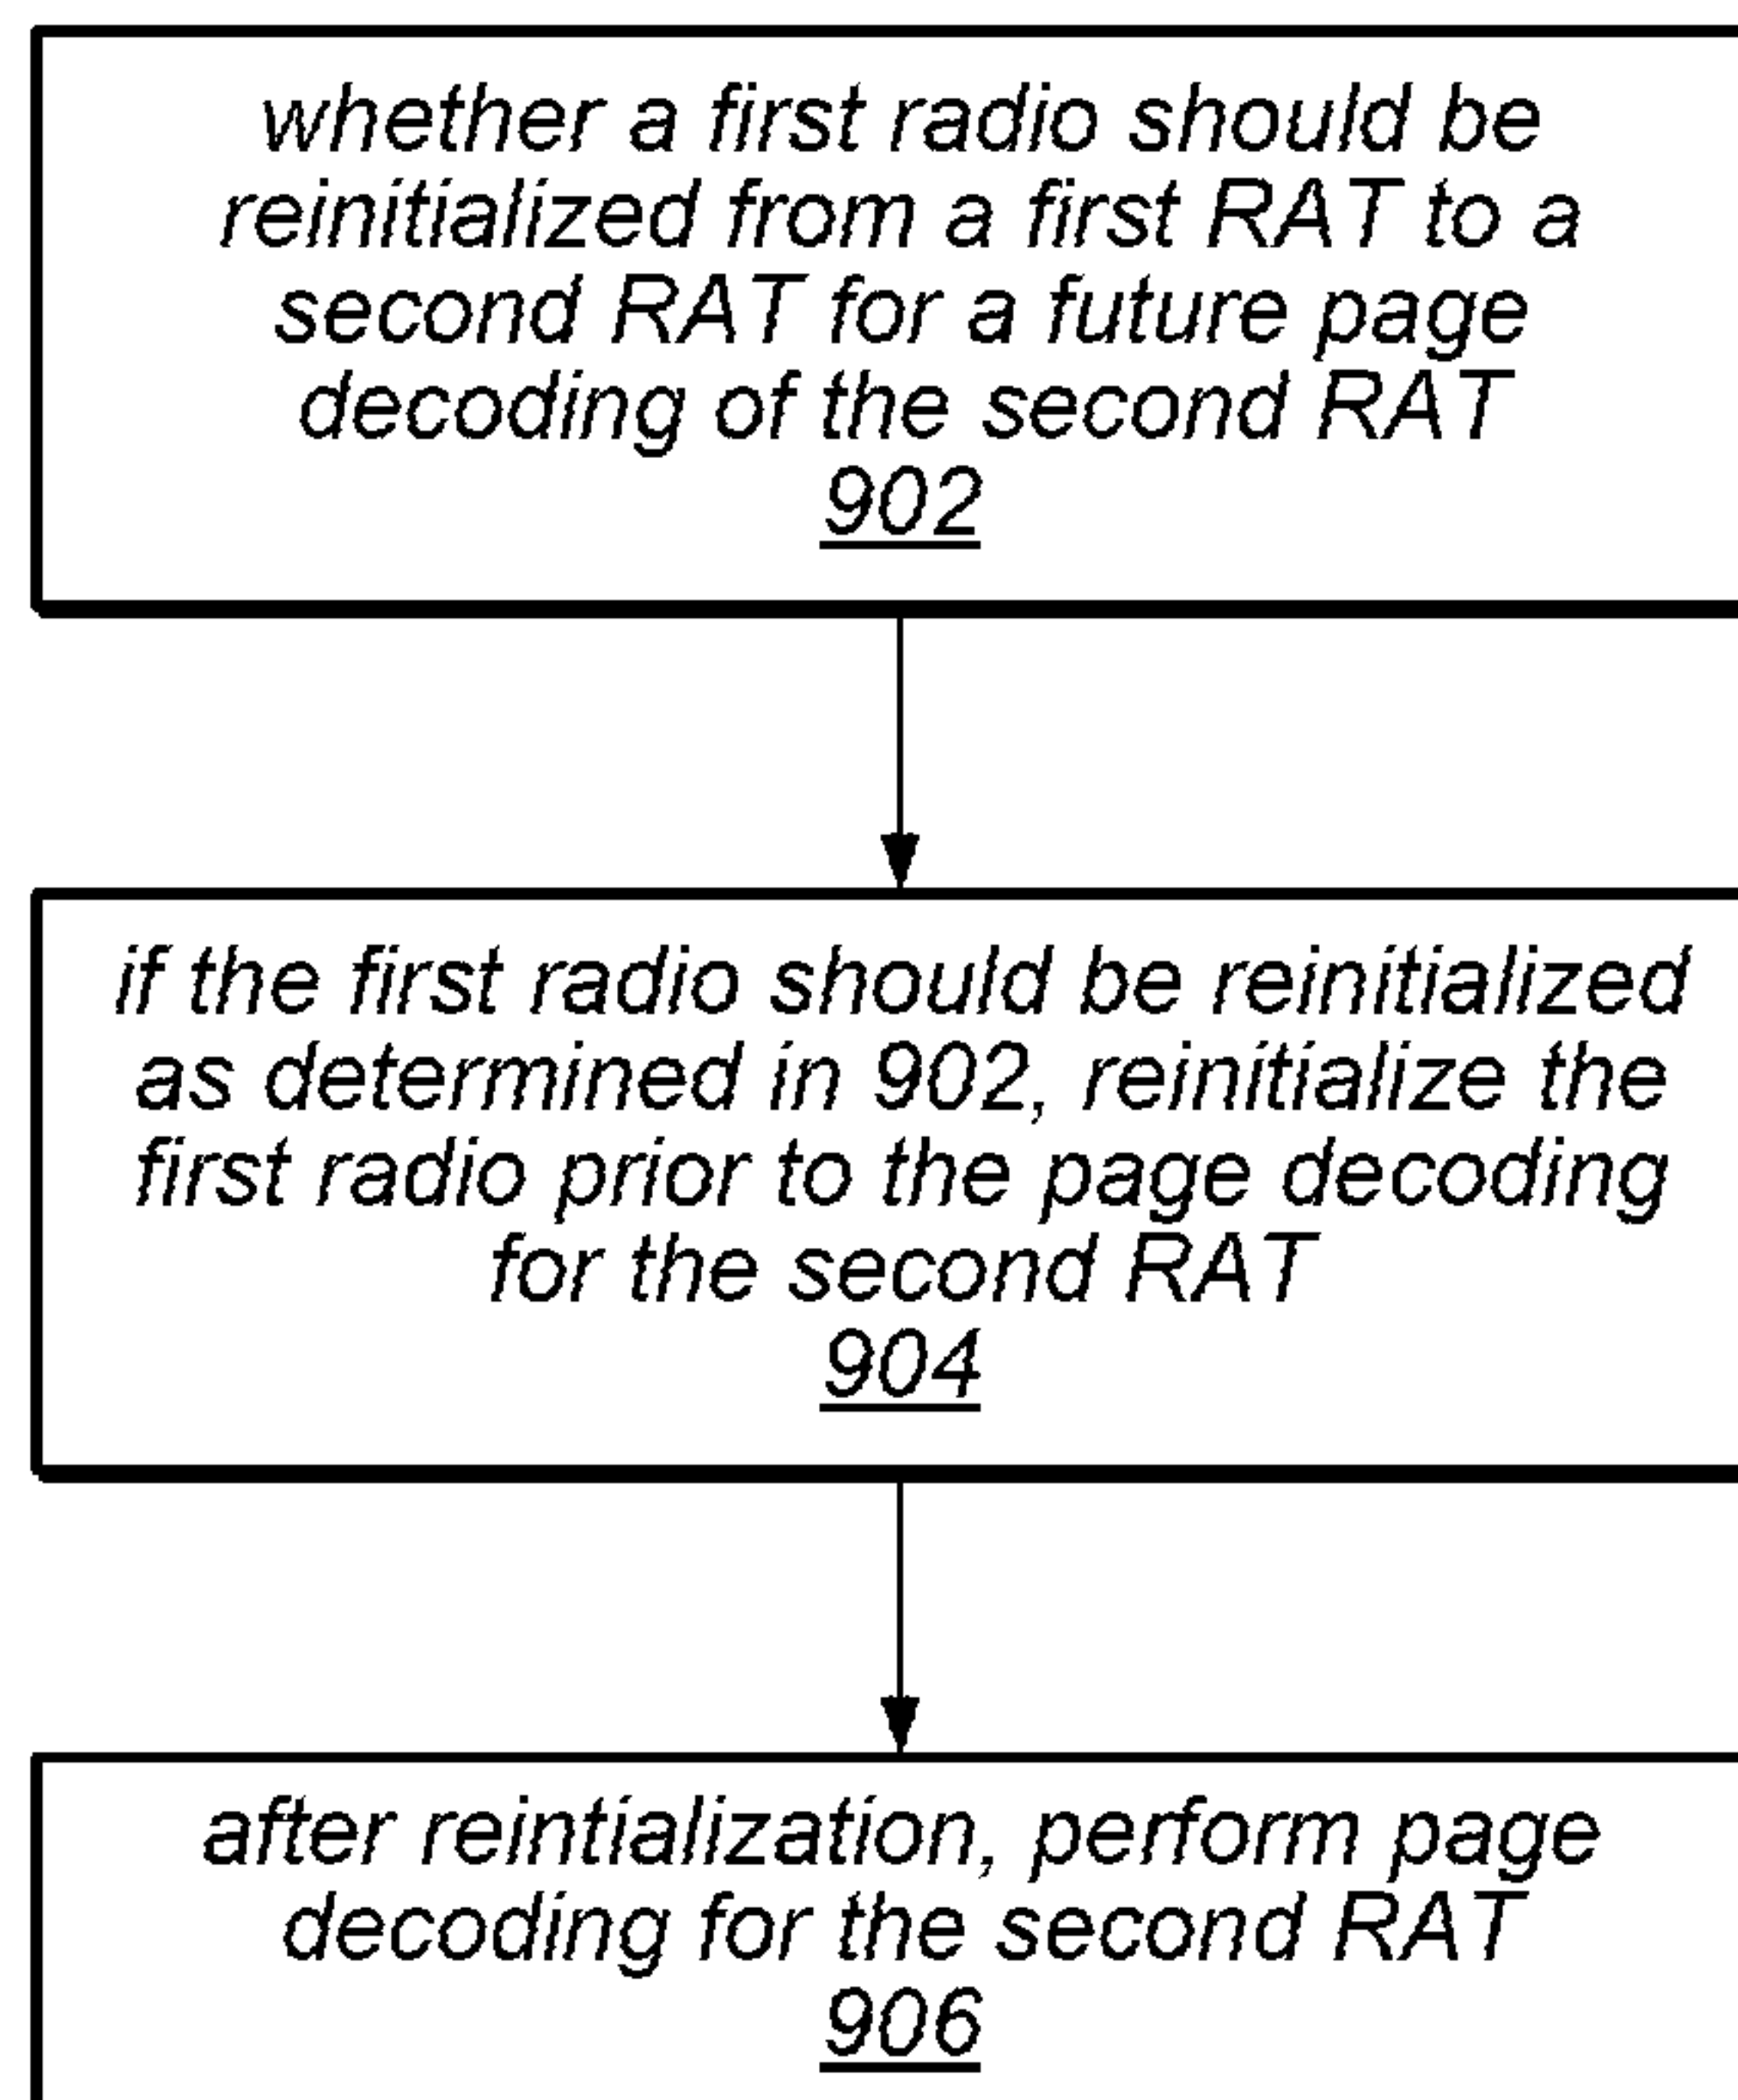 whether a first radio should be
reinitialized from a first RAT to a
second RAT for a future page
decoding of the second RAT
902
if the first radio should be reinitialized
as determined in 902, reinitialize the
first radio prior to the page decoding
for the second RAT
904
after reintialization, perform page
decoding for the second RAT
906